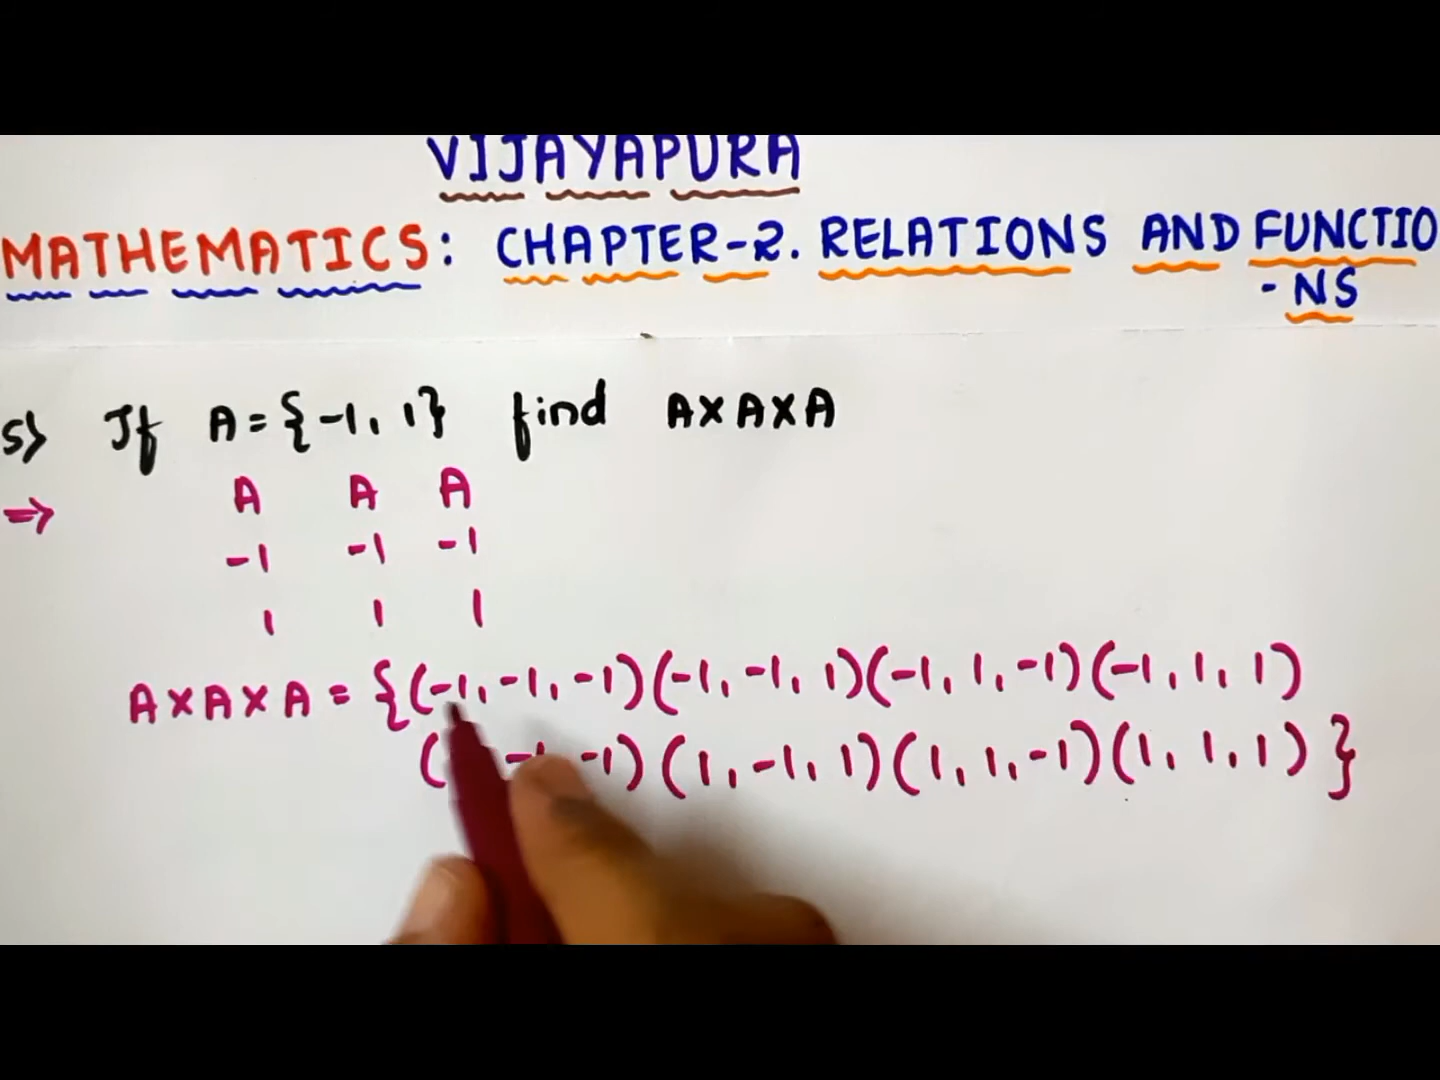 VIJAYAPURA
MATHEMATICS: CHAPTER-2. RELATIONS AND FUNCTIO
-NS
5) If A={-1, 1} find A×A×A
⇒ A A A
-1 -1 -1
1 1 1
A×A×A = {(-1, -1, -1)(-1, -1, 1)(-1, 1, -1)(-1, 1, 1)
( -1, -1)(1, -1, 1)(1, 1, -1)(1, 1, 1)}